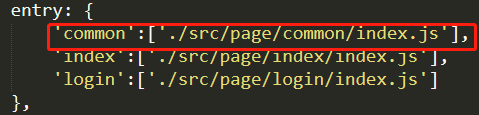 entry: {
'common':['./src/page/common/index.js'],
'index':['./src/page/index/index.js'],
'login':['./src/page/login/index.js']
},